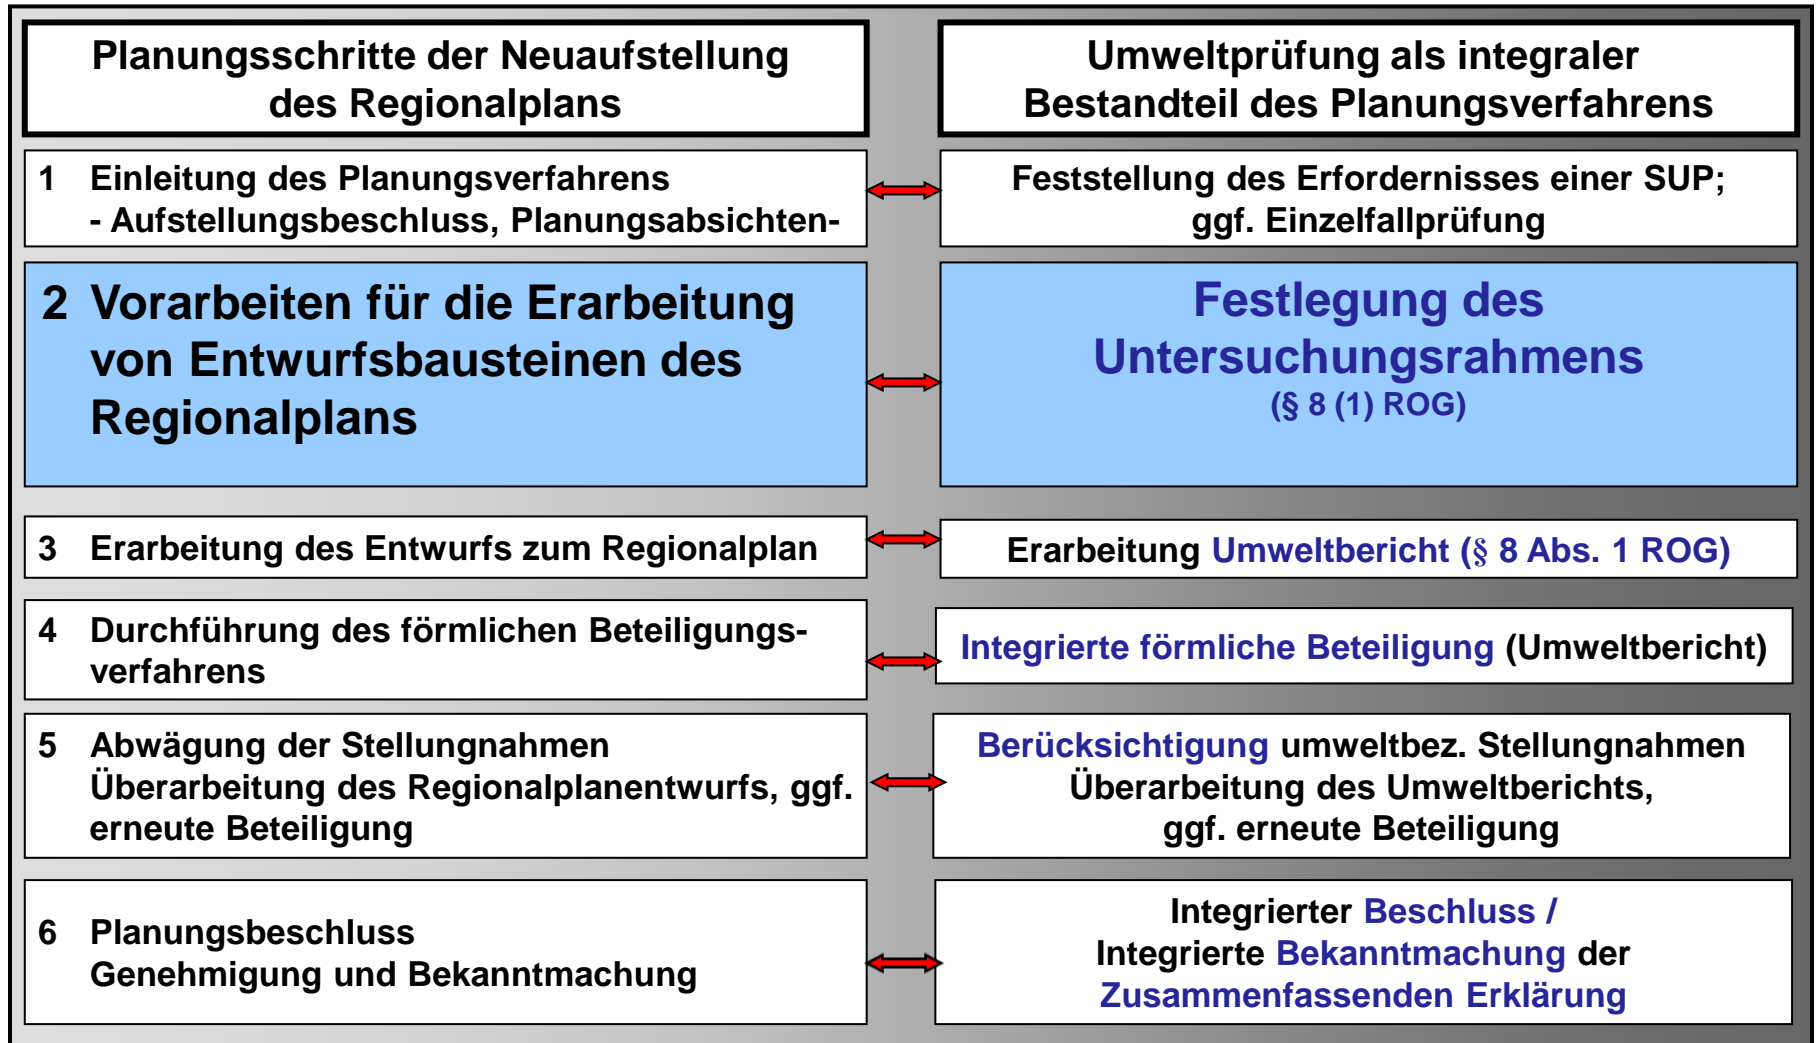 Planungsschritte der Neuaufstellung
des Regionalplans
Umweltprüfung als integraler
Bestandteil des Planungsverfahrens
1 Einleitung des Planungsverfahrens
- Aufstellungsbeschluss, Planungsabsichten-
Feststellung des Erfordernisses einer SUP;
ggf. Einzelfallprüfung
2 Vorarbeiten für die Erarbeitung
von Entwurfsbausteinen des
Regionalplans
Festlegung des
Untersuchungsrahmens
(§ 8 (1) ROG)
3 Erarbeitung des Entwurfs zum Regionalplan
Erarbeitung Umweltbericht (§ 8 Abs. 1 ROG)
4 Durchführung des förmlichen Beteiligungs-
verfahrens
Integrierte förmliche Beteiligung (Umweltbericht)
5 Abwägung der Stellungnahmen
Überarbeitung des Regionalplanentwurfs, ggf.
erneute Beteiligung
Berücksichtigung umweltbez. Stellungnahmen
Überarbeitung des Umweltberichts,
ggf. erneute Beteiligung
6 Planungsbeschluss
Genehmigung und Bekanntmachung
Integrierter Beschluss /
Integrierte Bekanntmachung der
Zusammenfassenden Erklärung